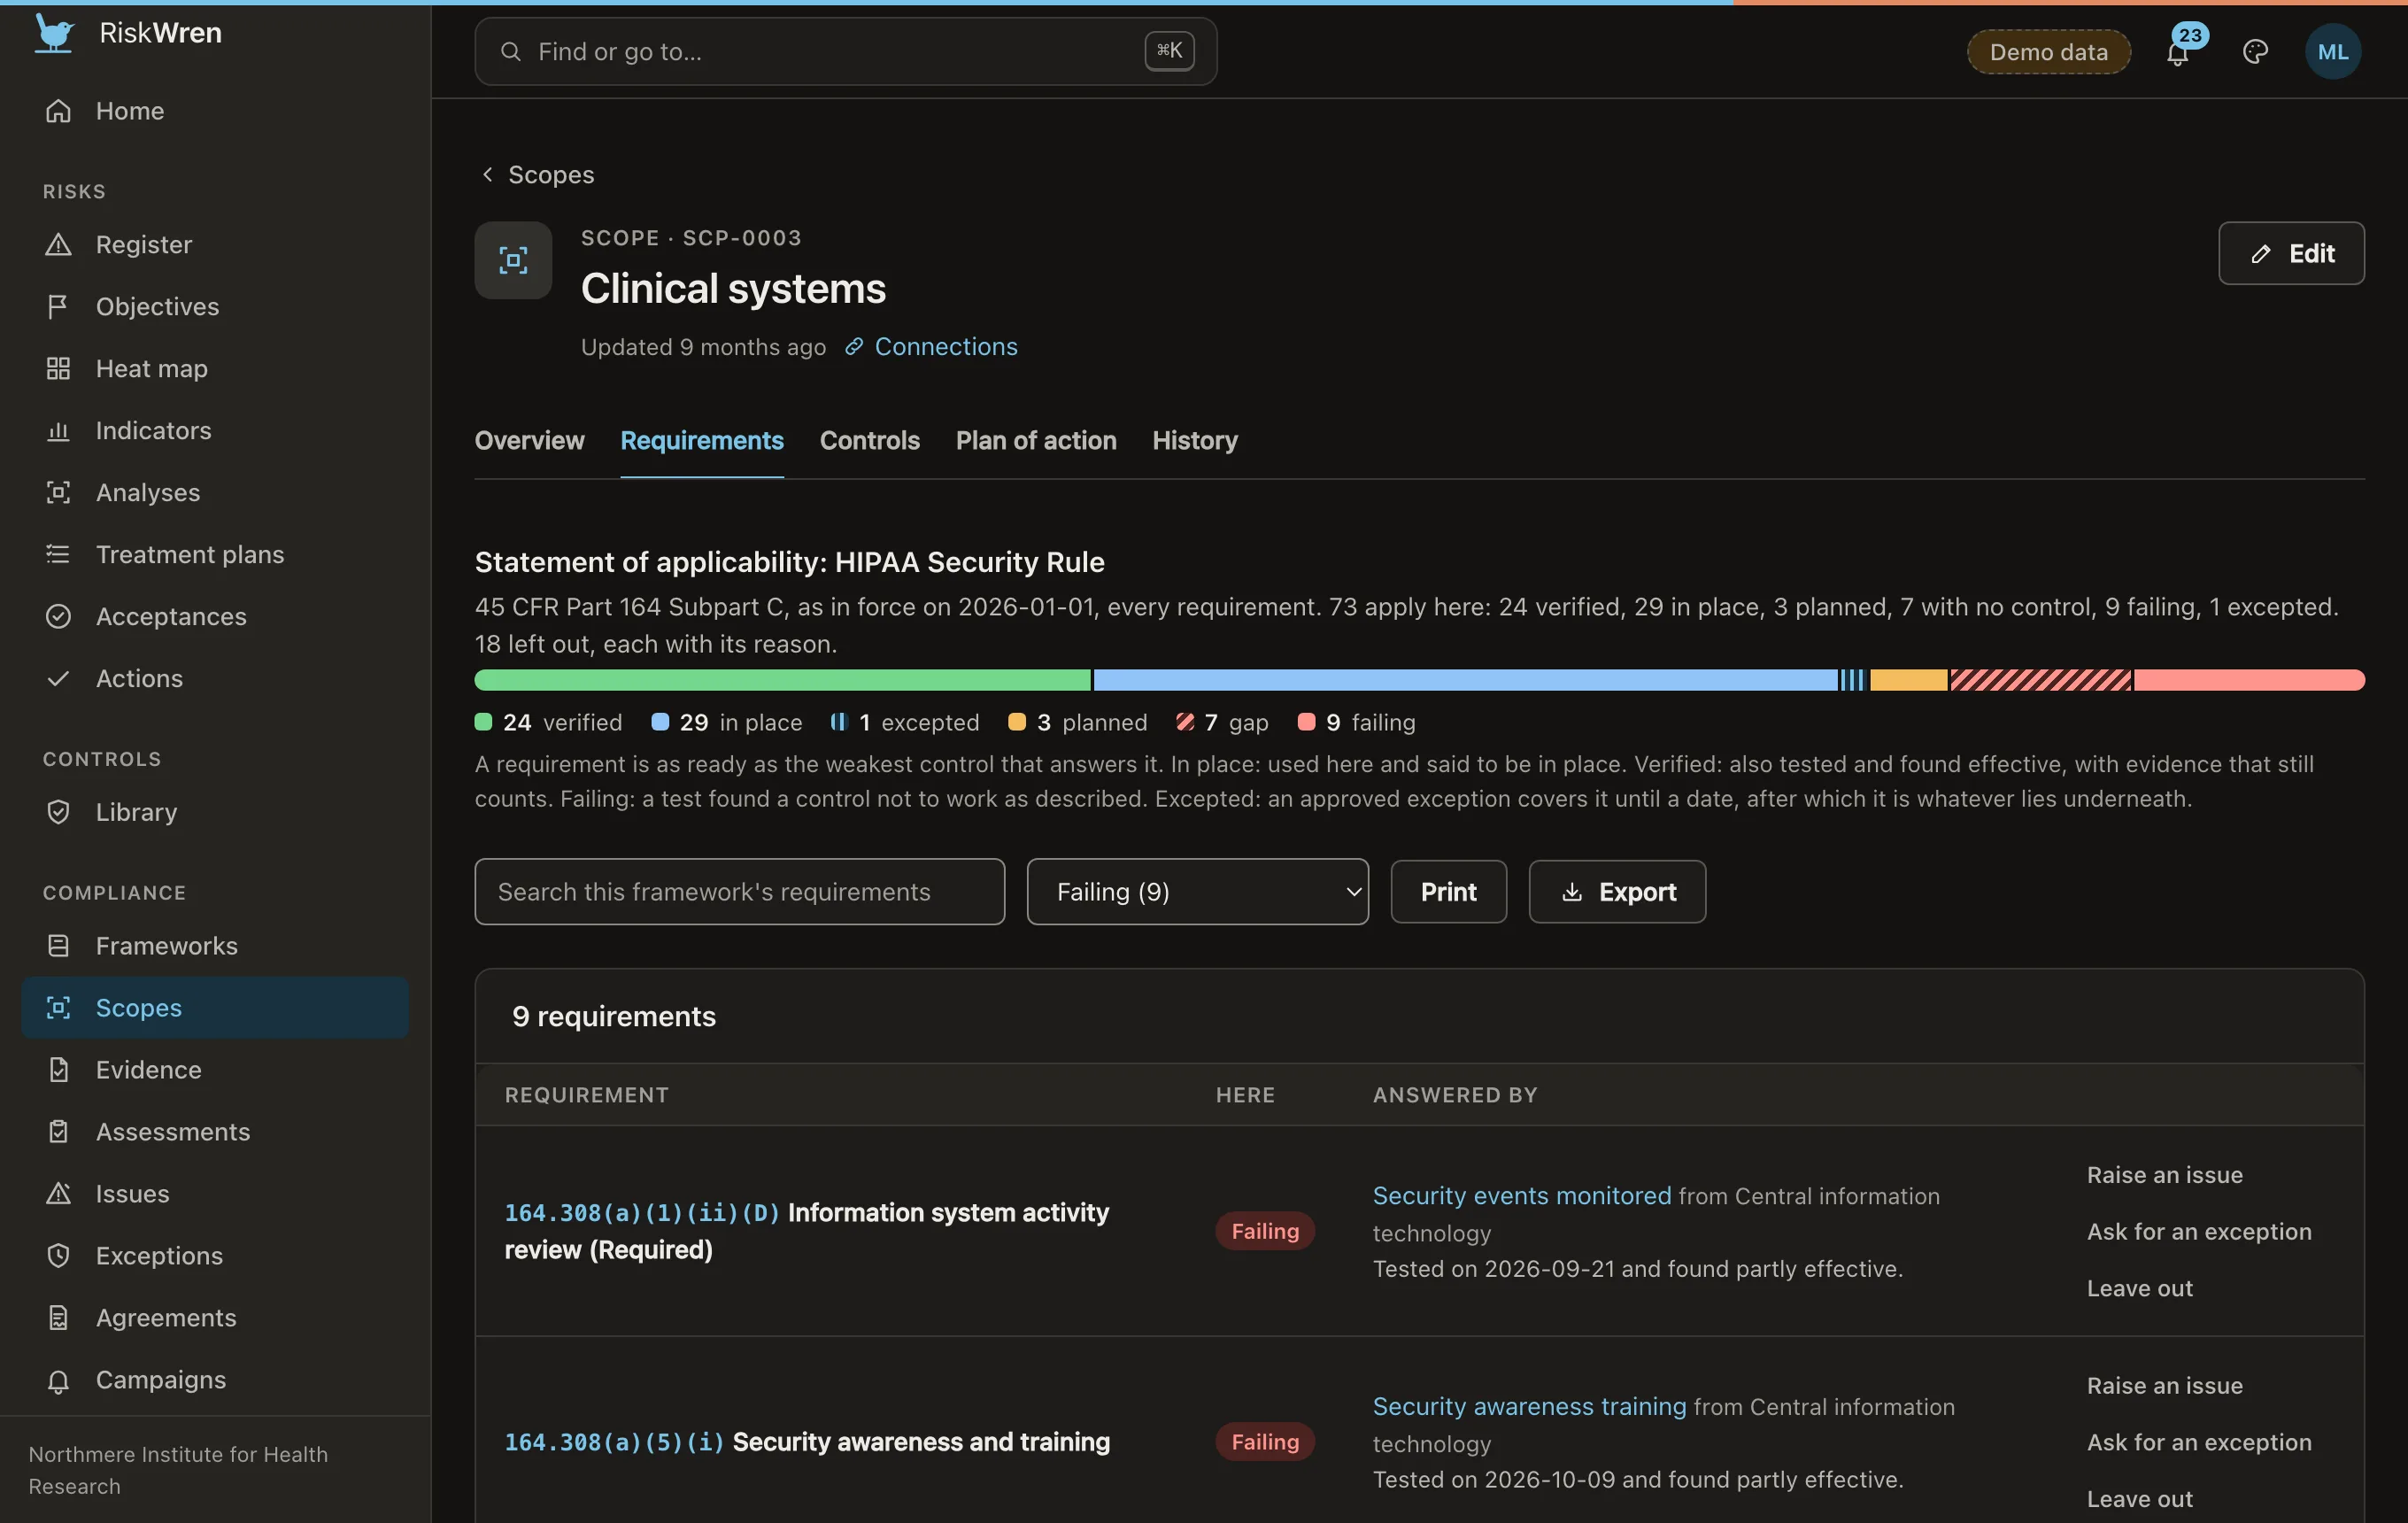 RiskWren
Find or go to...
⌘K
Demo data
23
ML
Home
RISKS
Register
Objectives
Heat map
Indicators
Analyses
Treatment plans
Acceptances
Actions
CONTROLS
Library
COMPLIANCE
Frameworks
Scopes
Evidence
Assessments
Issues
Exceptions
Agreements
Campaigns
Northmere Institute for Health
Research
Scopes
SCOPE · SCP-0003
Clinical systems
Updated 9 months ago Connections
Edit
Overview Requirements Controls Plan of action History
Statement of applicability: HIPAA Security Rule
45 CFR Part 164 Subpart C, as in force on 2026-01-01, every requirement. 73 apply here: 24 verified, 29 in place, 3 planned, 7 with no control, 9 failing, 1 excepted.
18 left out, each with its reason.
24 verified 29 in place 1 excepted 3 planned 7 gap 9 failing
A requirement is as ready as the weakest control that answers it. In place: used here and said to be in place. Verified: also tested and found effective, with evidence that still
counts. Failing: a test found a control not to work as described. Excepted: an approved exception covers it until a date, after which it is whatever lies underneath.
Search this framework's requirements
Failing (9)
Print
Export
9 requirements
REQUIREMENT HERE ANSWERED BY
164.308(a)(1)(ii)(D) Information system activity
review (Required)
Failing
Security events monitored from Central information
technology
Tested on 2026-09-21 and found partly effective.
Raise an issue
Ask for an exception
Leave out
164.308(a)(5)(i) Security awareness and training
Failing
Security awareness training from Central information
technology
Tested on 2026-10-09 and found partly effective.
Raise an issue
Ask for an exception
Leave out